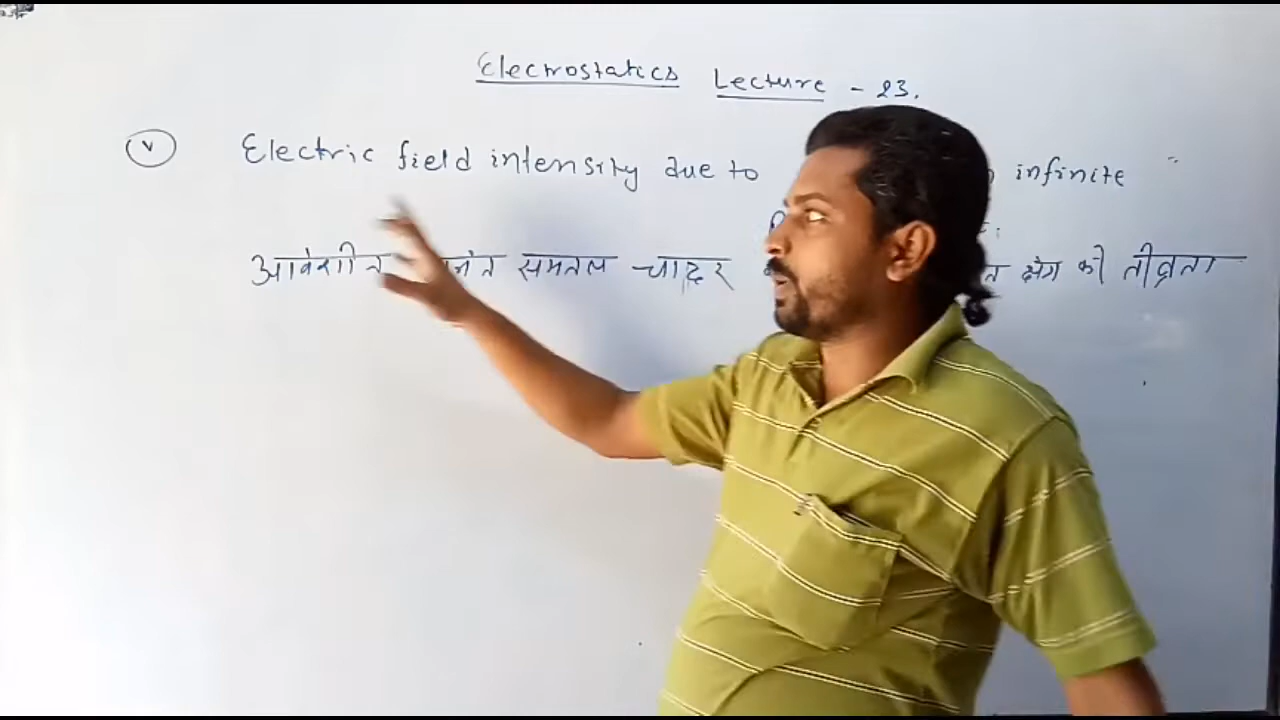 Electrostatics Lecture - 23.
(v) Electric field intensity due to infinite
आवेशीत समतल चादर क्षेत्र की तीव्रता